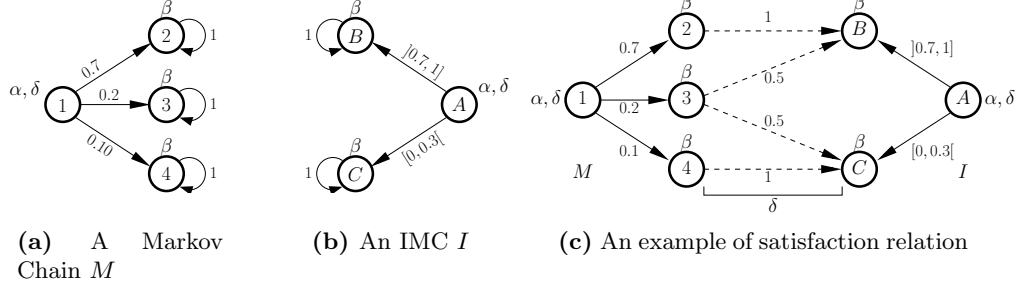 β β β β β
2 1 1 B 2 1 B
0.7 ]0.7, 1] 0.7 ]0.7, 1]
β β 0.5
α, δ 1 0.2 3 1 A α, δ α, δ 1 0.2 3 A α, δ
0.10 β β [0, 0.3[ 0.1 β 0.5 β [0, 0.3[
4 1 1 C M 4 1 C I
δ
(a) A Markov
Chain M
(b) An IMC I
(c) An example of satisfaction relation